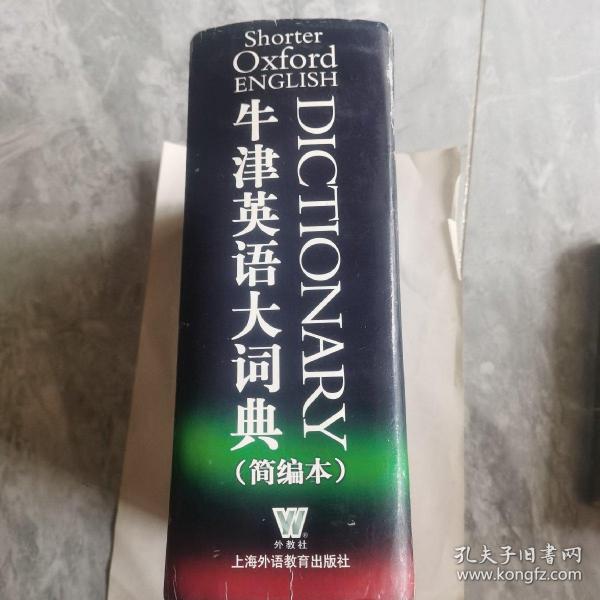 Shorter
Oxford
ENGLISH
DICTIONARY
牛津英语大词典
(简编本)
W®
外教社
上海外语教育出版社
孔夫子旧书网
www.kongfz.com